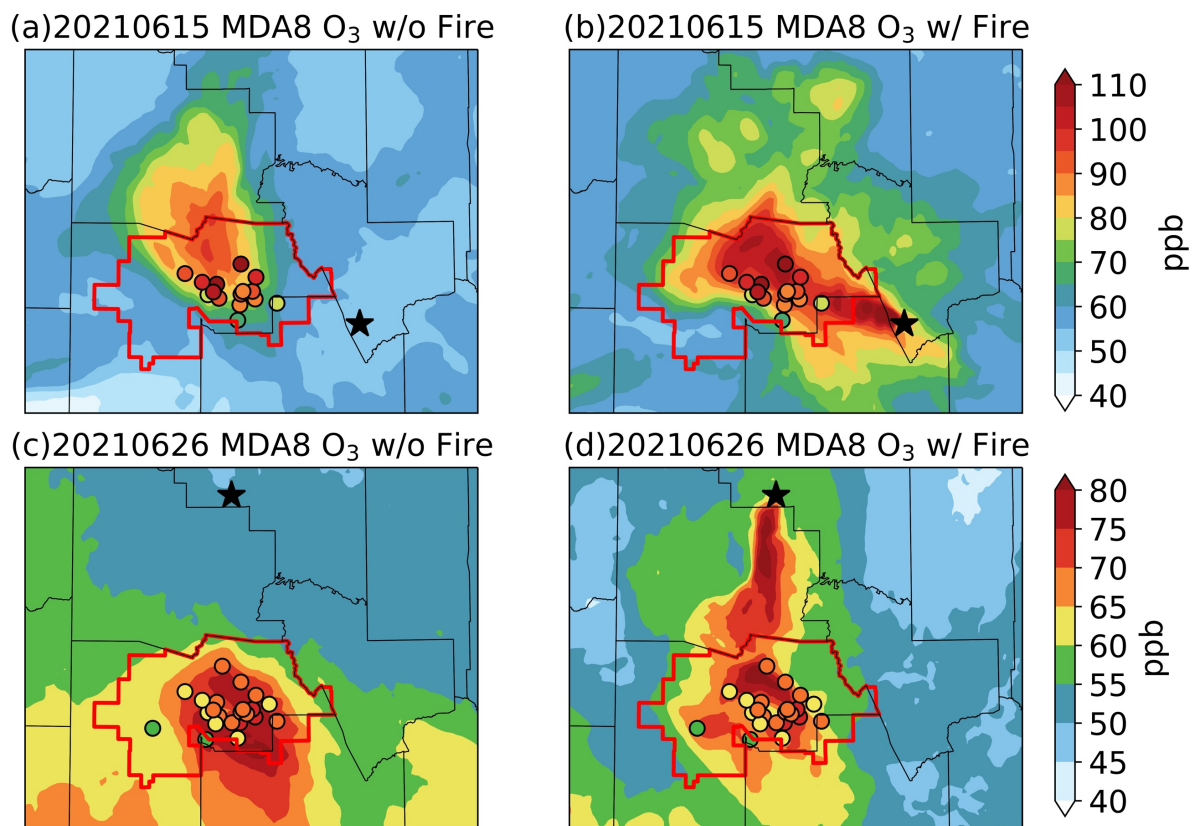 (a)20210615 MDA8 O₃ w/o Fire
(b)20210615 MDA8 O₃ w/ Fire
110
100
90
80
70
60
50
40
ppb
(c)20210626 MDA8 O₃ w/o Fire
(d)20210626 MDA8 O₃ w/ Fire
80
75
70
65
60
55
50
45
40
ppb